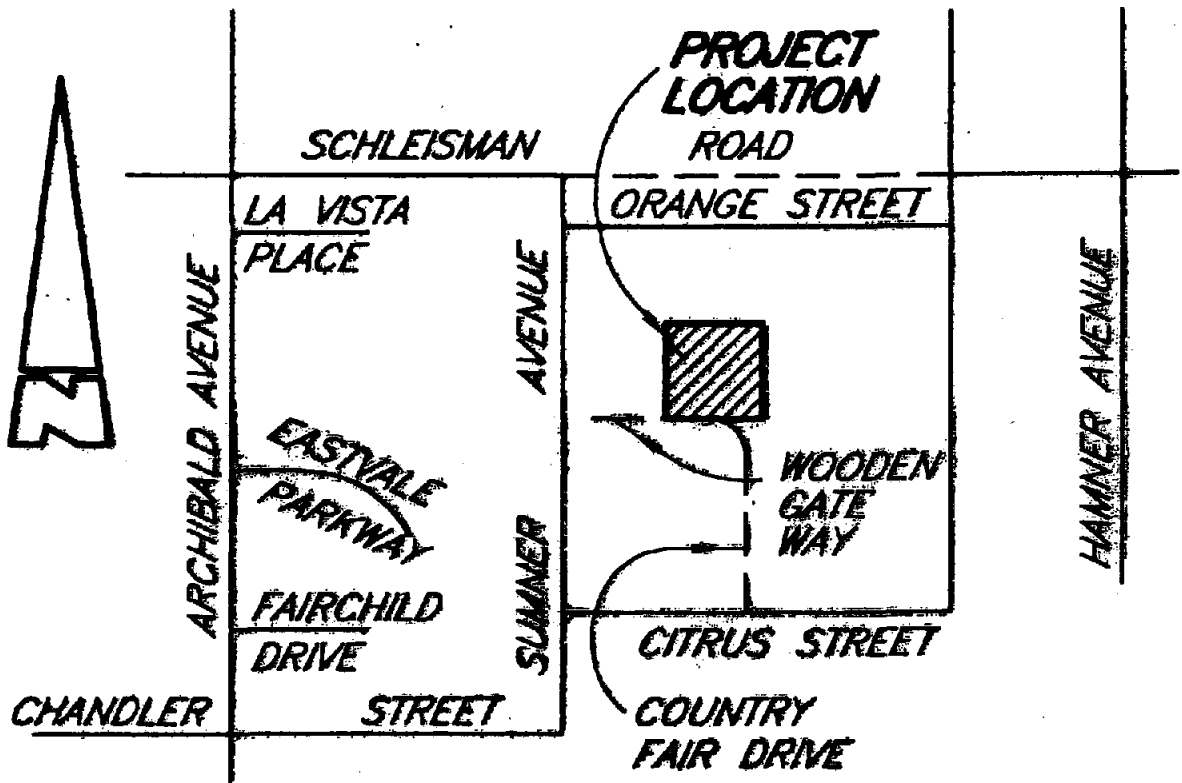 PROJECT
LOCATION
SCHLEISMAN ROAD
LA VISTA
PLACE
ORANGE STREET
ARCHIBALD AVENUE
SUMNER AVENUE
HAMNER AVENUE
EASTVALE
PARKWAY
WOODEN
GATE
WAY
FAIRCHILD
DRIVE
CITRUS STREET
CHANDLER STREET
COUNTRY
FAIR DRIVE
N